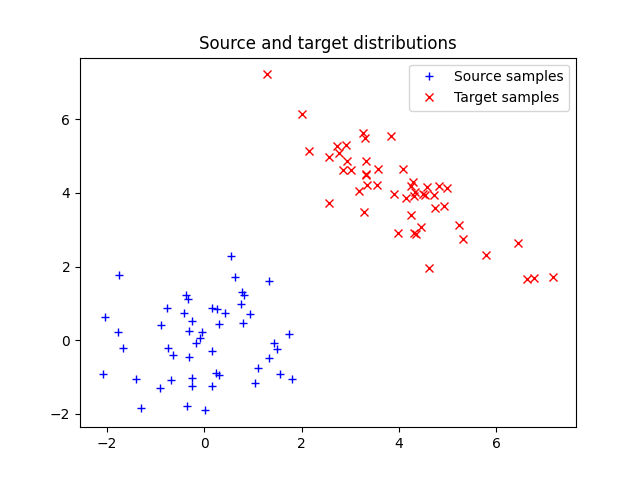 Source and target distributions
Source samples
Target samples
6
4
2
0
−2
−2 0 2 4 6